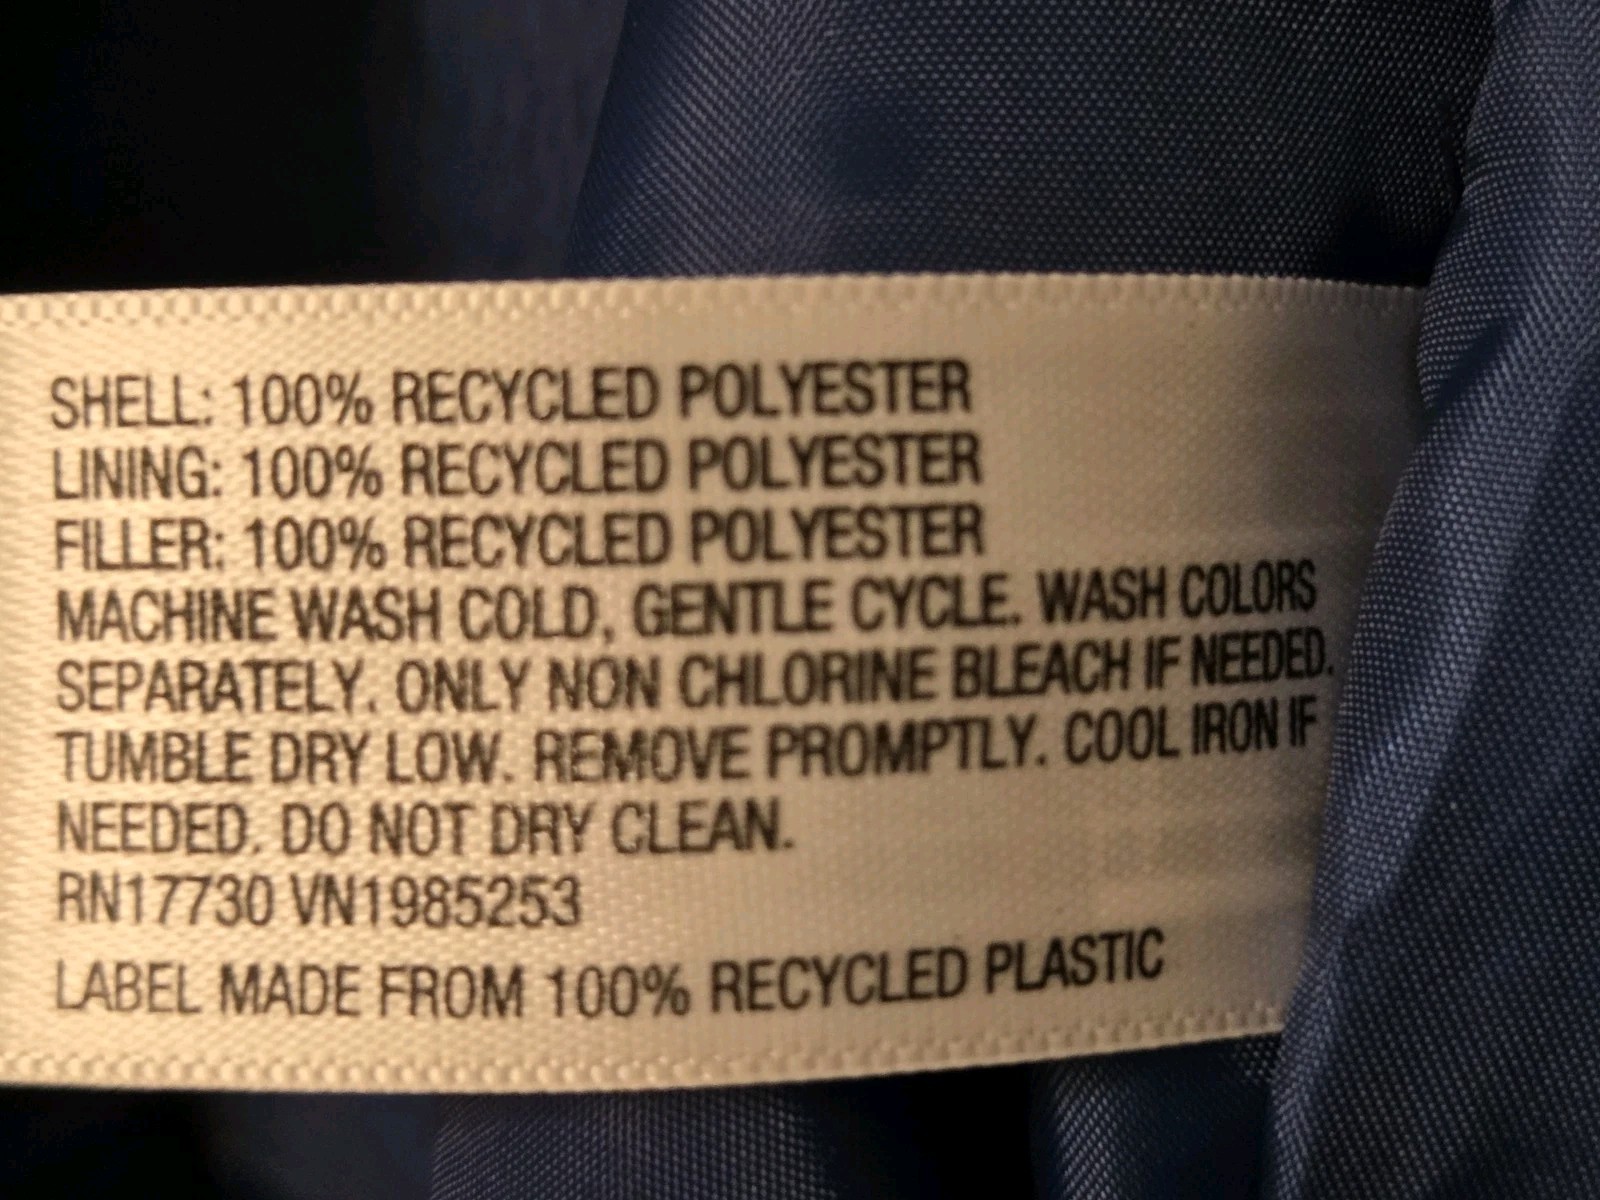 SHELL: 100% RECYCLED POLYESTER
LINING: 100% RECYCLED POLYESTER
FILLER: 100% RECYCLED POLYESTER
MACHINE WASH COLD, GENTLE CYCLE. WASH COLORS
SEPARATELY. ONLY NON CHLORINE BLEACH IF NEEDED.
TUMBLE DRY LOW. REMOVE PROMPTLY. COOL IRON IF
NEEDED. DO NOT DRY CLEAN.
RN17730 VN1985253
LABEL MADE FROM 100% RECYCLED PLASTIC